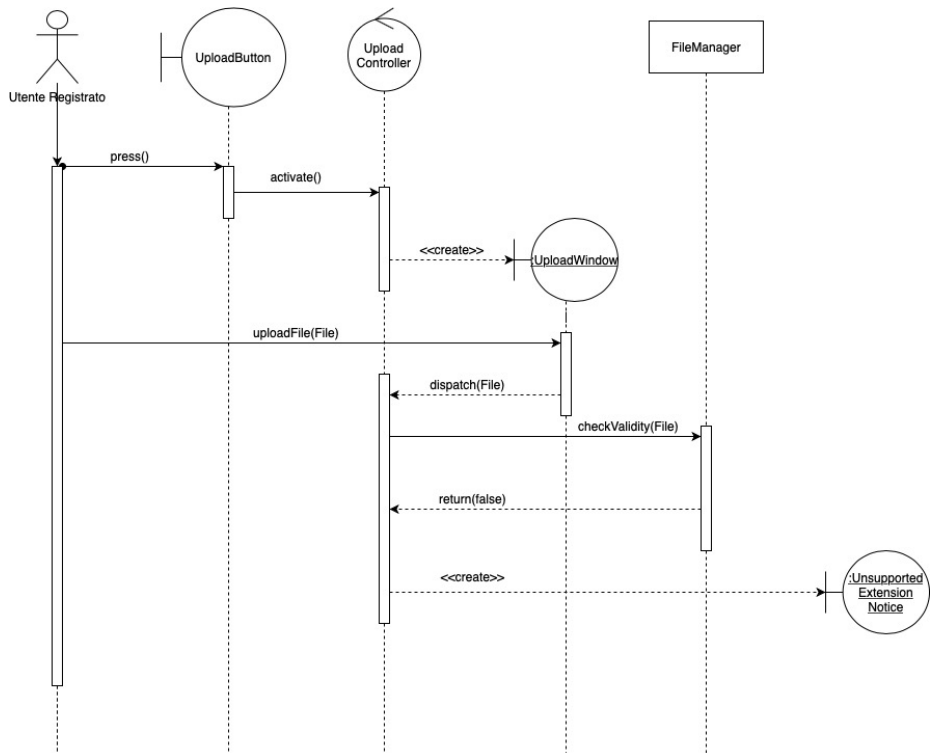 UploadButton
Upload
Controller
FileManager
Utente Registrato
press()
activate()
<<create>>
:UploadWindow
uploadFile(File)
dispatch(File)
checkValidity(File)
return(false)
<<create>>
:Unsupported
Extension
Notice